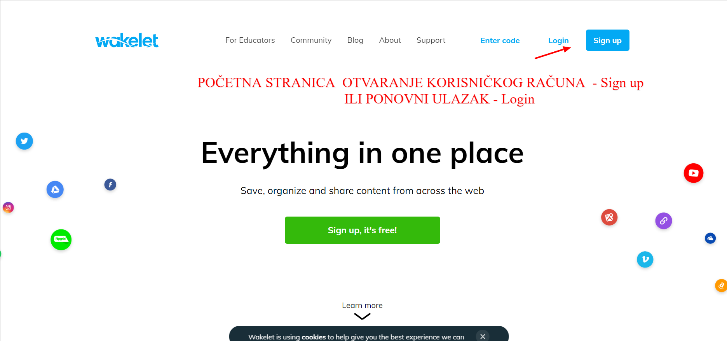 wakelet
For Educators Community Blog About Support Enter code Login Sign up
POČETNA STRANICA OTVARANJE KORISNIČKOG RAČUNA - Sign up
ILI PONOVNI ULAZAK - Login
Everything in one place
Save, organize and share content from across the web
Sign up, it's free!
Learn more
Wakelet is using cookies to help give you the best experience we can